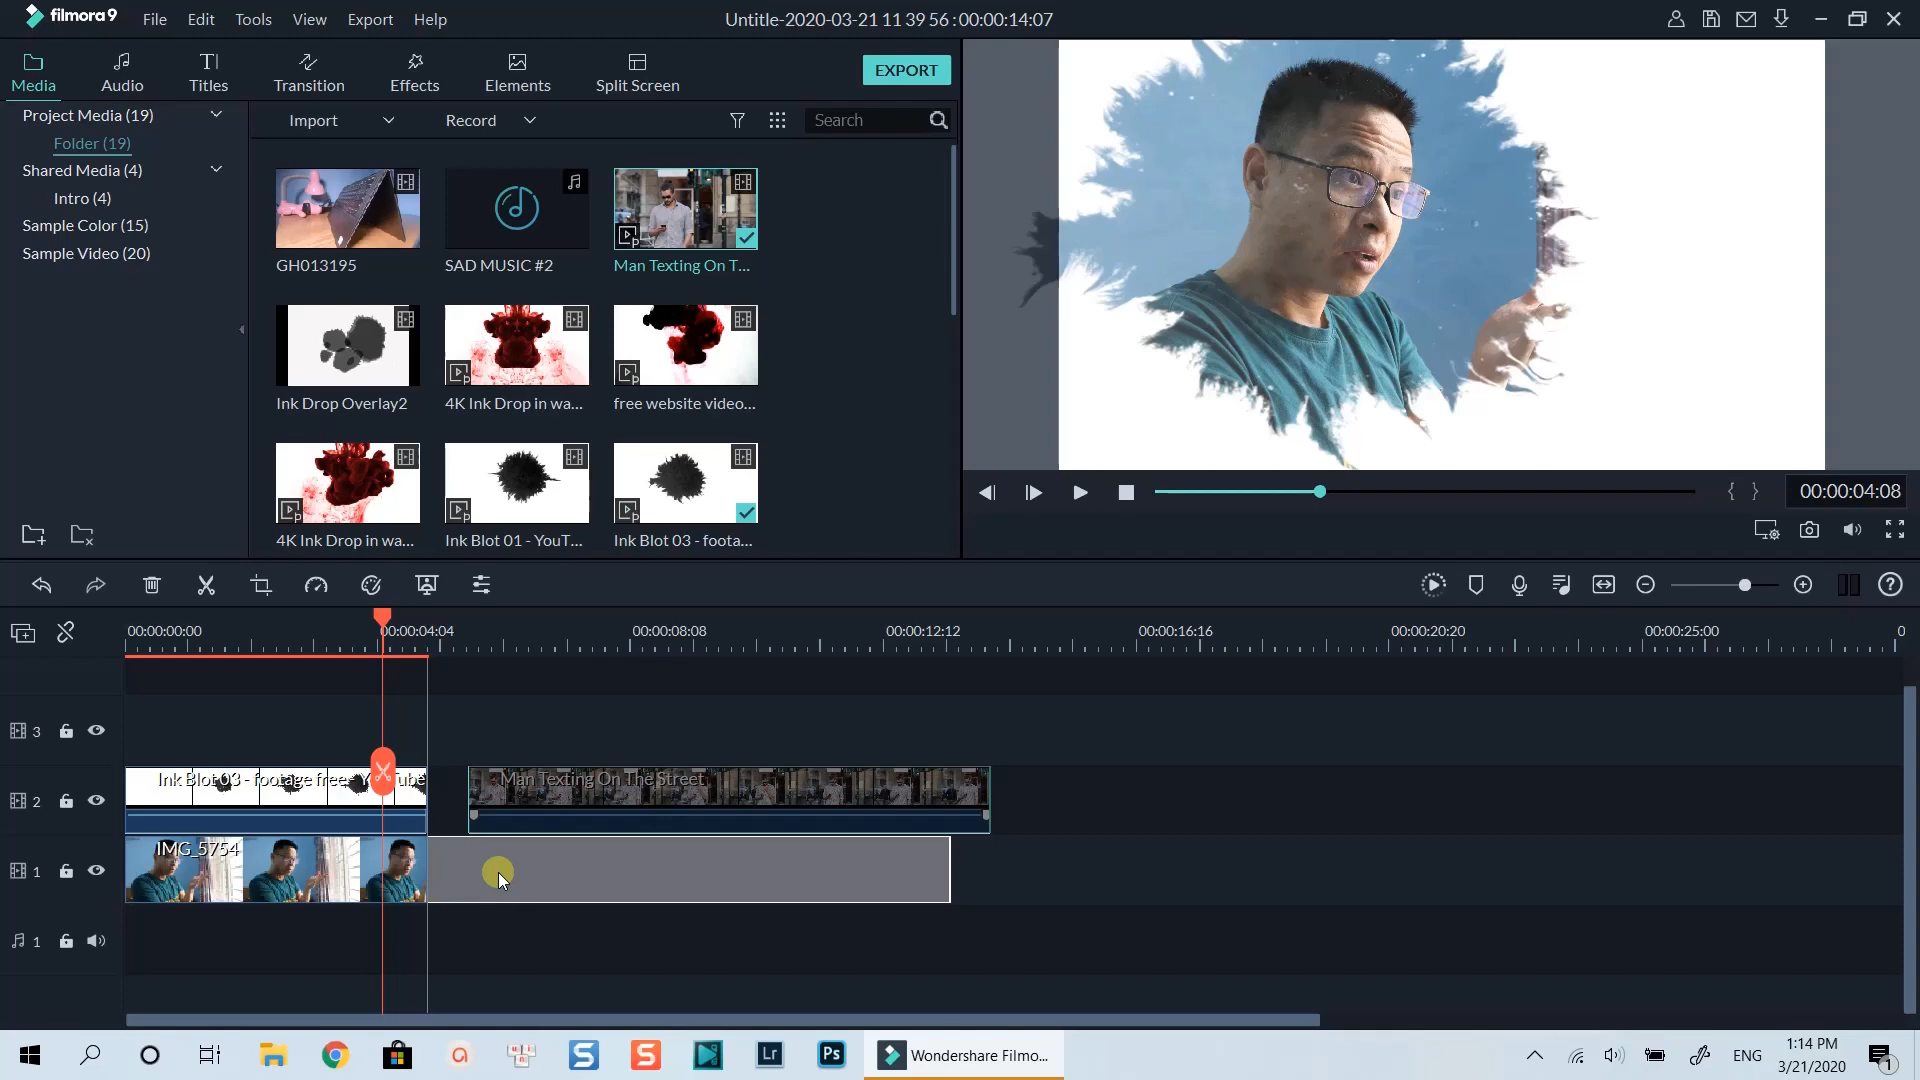 filmora9
File
Edit
Tools
View
Export
Help
Untitle-2020-03-21 11 39 56 : 00:00:14:07
Media
Audio
Titles
Transition
Effects
Elements
Split Screen
EXPORT
Project Media (19)
Folder (19)
Shared Media (4)
Intro (4)
Sample Color (15)
Sample Video (20)
Import
Record
Search
GH013195
SAD MUSIC #2
Man Texting On T...
Ink Drop Overlay2
4K Ink Drop in wa...
free website video...
4K Ink Drop in wa...
Ink Blot 01 - YouT...
Ink Blot 03 - foota...
{ }
00:00:04:08
00:00:00:00
00:00:04:04
00:00:08:08
00:00:12:12
00:00:16:16
00:00:20:20
00:00:25:00
0
3
Ink Blot 03 - footage free - YouTube
Man Texting On The Street
2
IMG_5754
1
1
Lr
Ps
Wondershare Filmo...
ENG
1:14 PM
3/21/2020
1